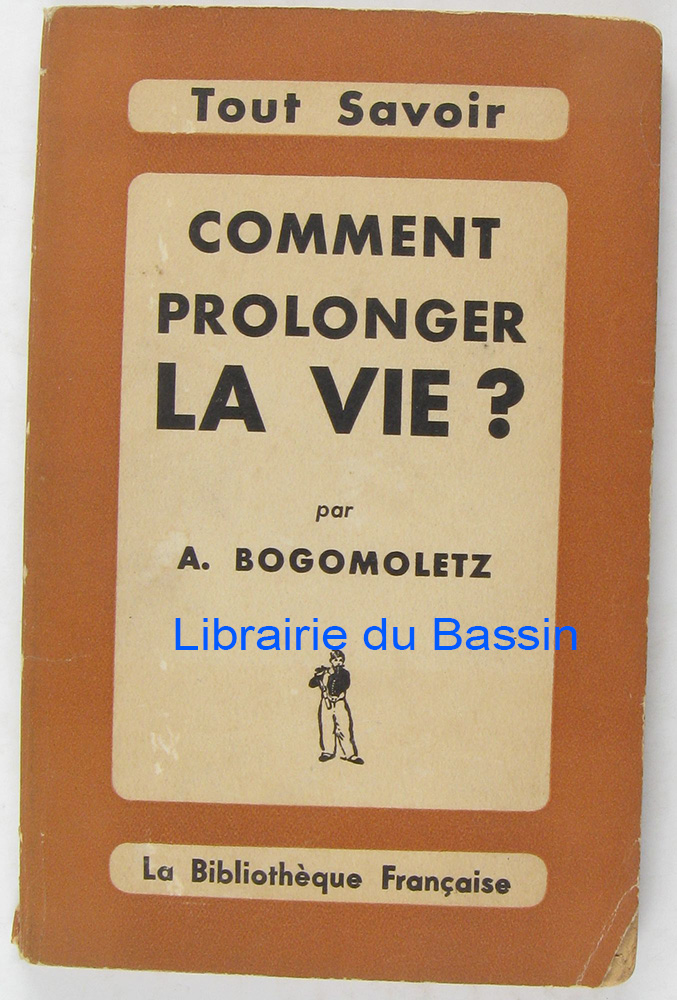 Tout Savoir
COMMENT
PROLONGER
LA VIE ?
par
A. BOGOMOLETZ
Librairie du Bassin
La Bibliothèque Française